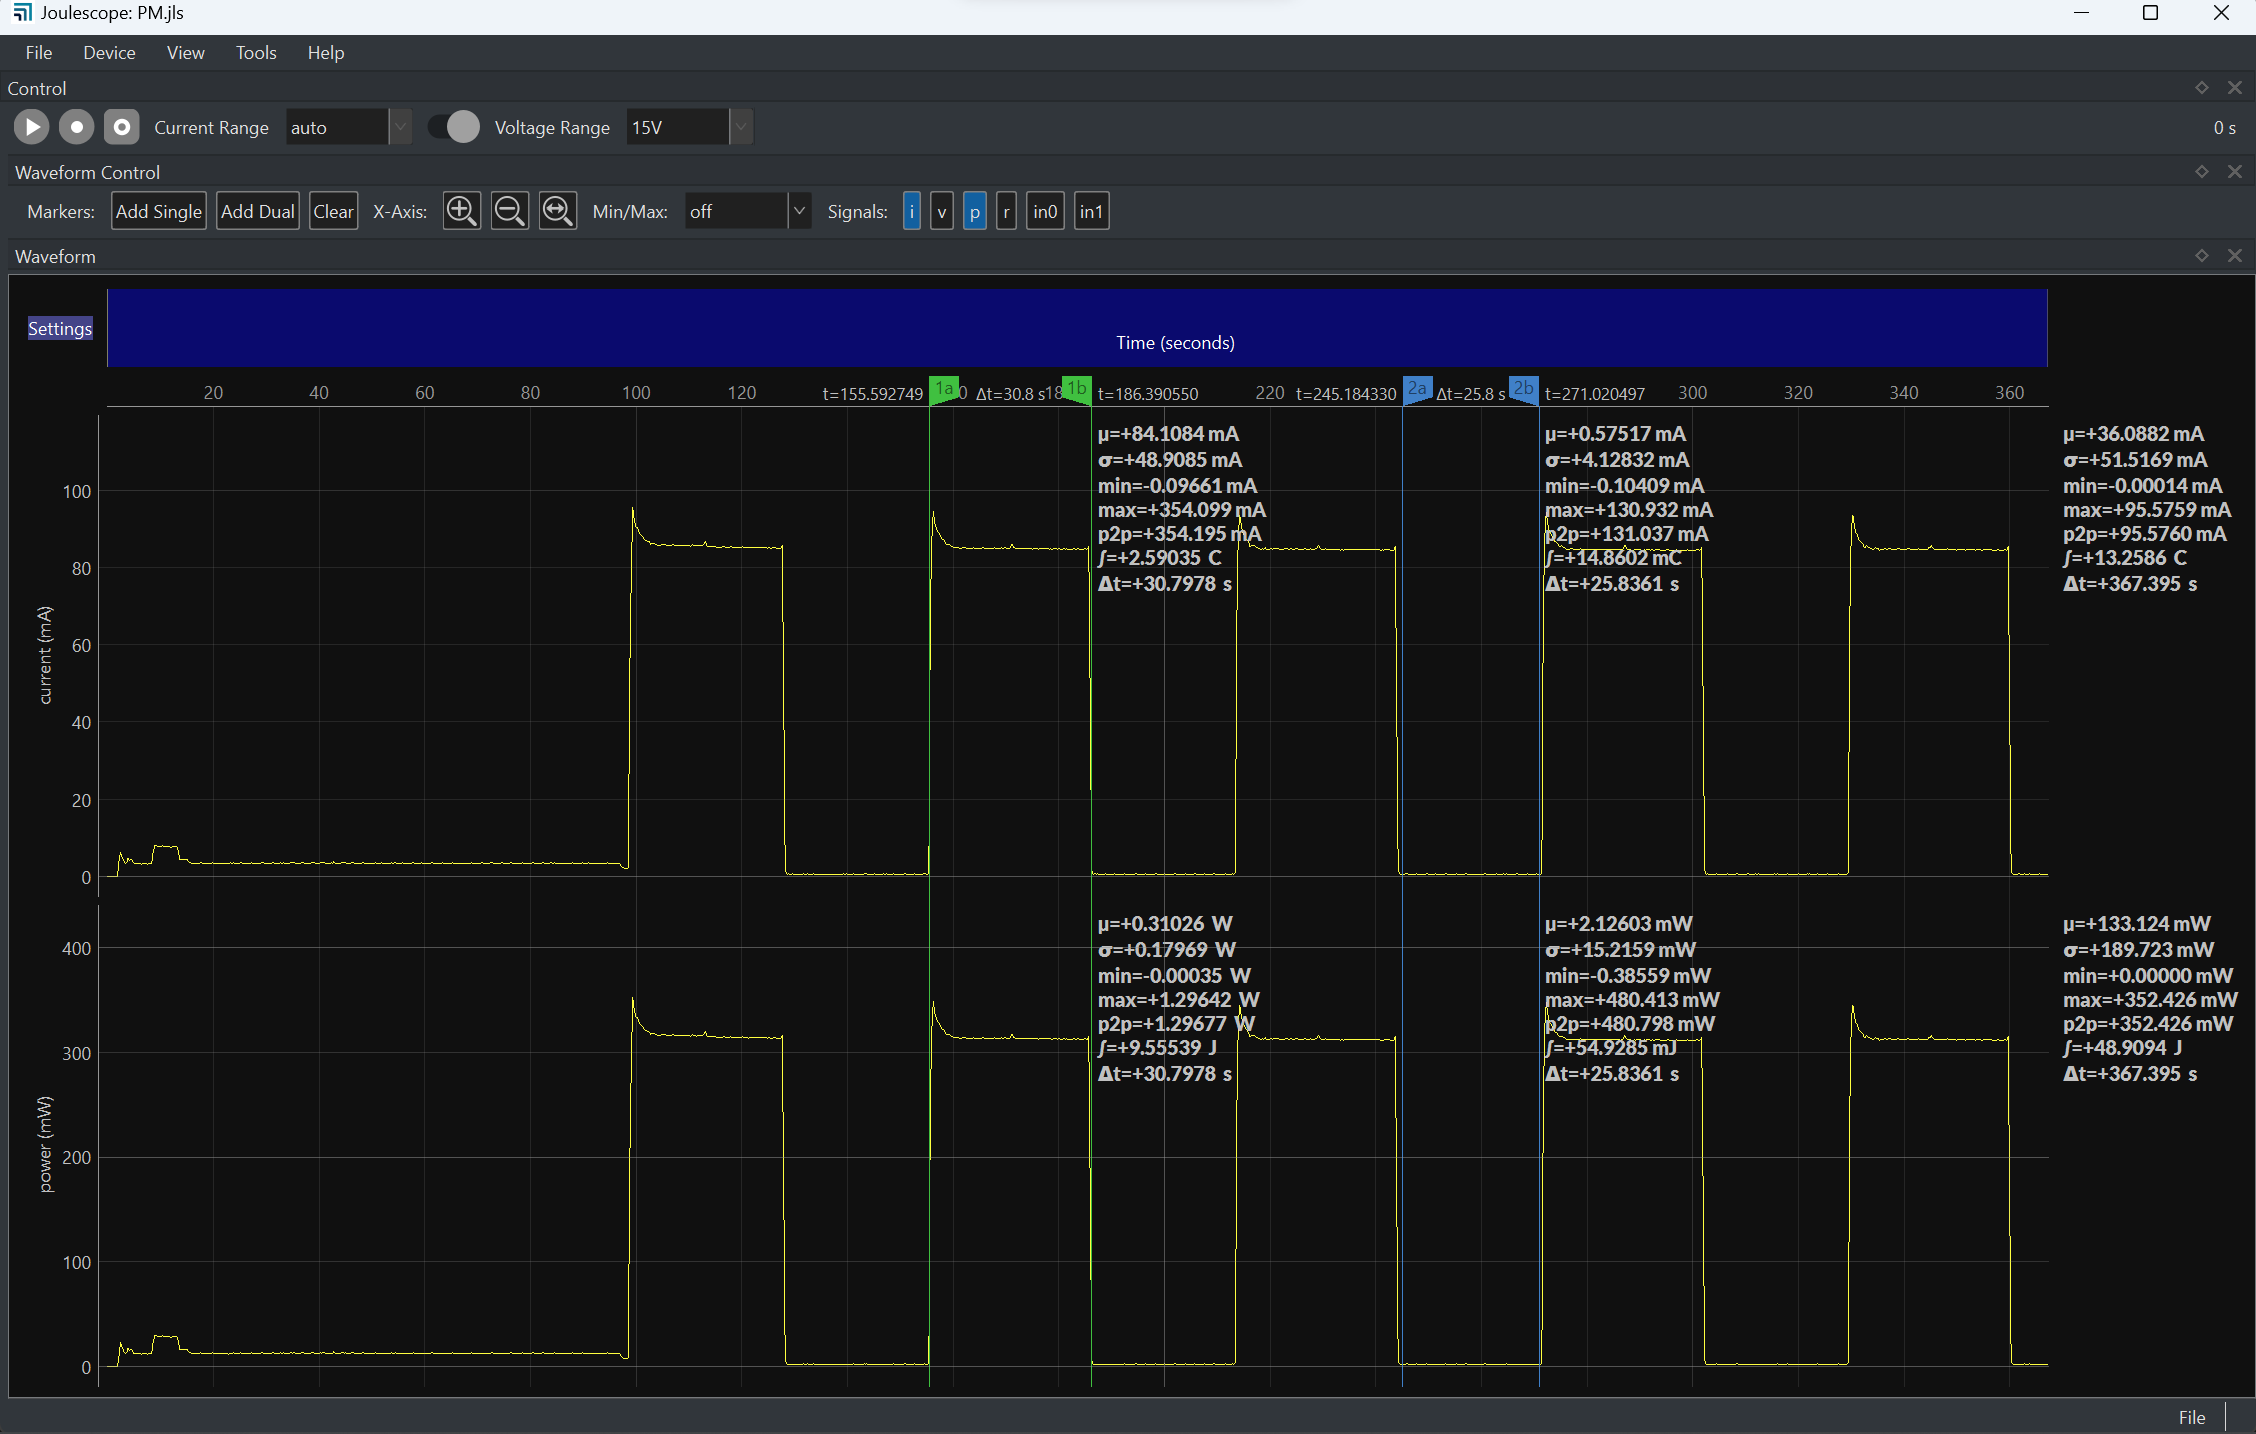 Joulescope: PM.jls
File Device View Tools Help
Control
Current Range auto Voltage Range 15V 0 s
Waveform Control
Markers: Add Single Add Dual Clear X-Axis: Min/Max: off Signals: i v p r in0 in1
Waveform
Settings
Time (seconds)
20 40 60 80 100 120 t=155.592749 1a 0 Δt=30.8 s 18 1b t=186.390550 220 t=245.184330 2a Δt=25.8 s 2b t=271.020497 300 320 340 360
current (mA)
100
80
60
40
20
0
µ=+84.1084 mA
σ=+48.9085 mA
min=-0.09661 mA
max=+354.099 mA
p2p=+354.195 mA
∫=+2.59035 C
Δt=+30.7978 s
µ=+0.57517 mA
σ=+4.12832 mA
min=-0.10409 mA
max=+130.932 mA
p2p=+131.037 mA
∫=+14.8602 mC
Δt=+25.8361 s
µ=+36.0882 mA
σ=+51.5169 mA
min=-0.00014 mA
max=+95.5759 mA
p2p=+95.5760 mA
∫=+13.2586 C
Δt=+367.395 s
power (mW)
400
300
200
100
0
µ=+0.31026 W
σ=+0.17969 W
min=-0.00035 W
max=+1.29642 W
p2p=+1.29677 W
∫=+9.55539 J
Δt=+30.7978 s
µ=+2.12603 mW
σ=+15.2159 mW
min=-0.38559 mW
max=+480.413 mW
p2p=+480.798 mW
∫=+54.9285 mJ
Δt=+25.8361 s
µ=+133.124 mW
σ=+189.723 mW
min=+0.00000 mW
max=+352.426 mW
p2p=+352.426 mW
∫=+48.9094 J
Δt=+367.395 s
File